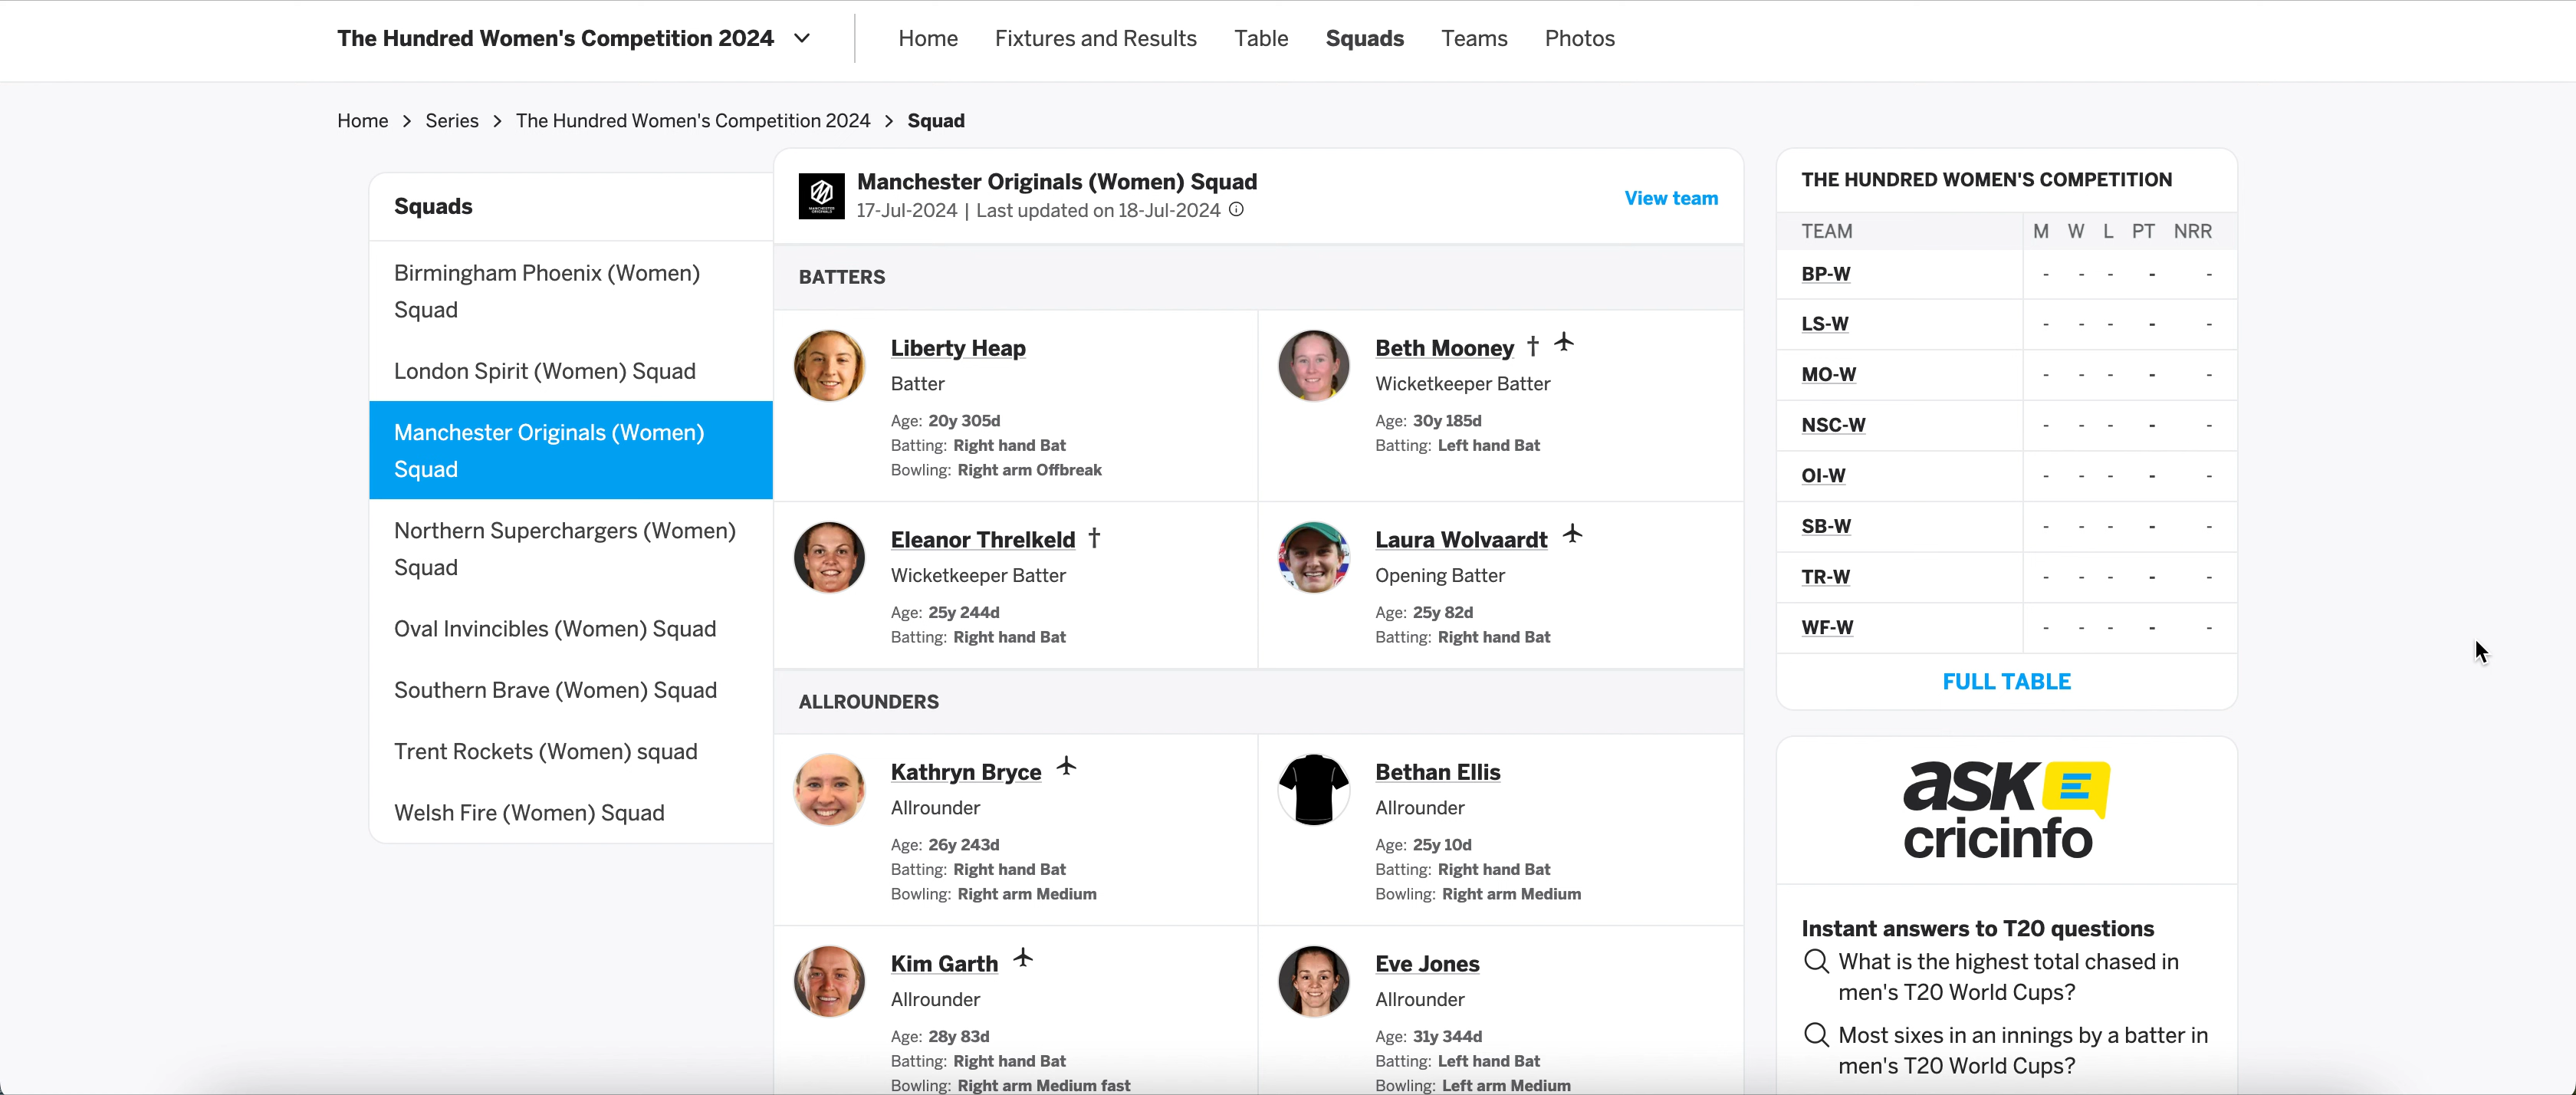 The Hundred Women's Competition 2024
Home Fixtures and Results Table Squads Teams Photos
Home > Series > The Hundred Women's Competition 2024 > Squad
Squads
Birmingham Phoenix (Women)
Squad
London Spirit (Women) Squad
Manchester Originals (Women)
Squad
Northern Superchargers (Women)
Squad
Oval Invincibles (Women) Squad
Southern Brave (Women) Squad
Trent Rockets (Women) squad
Welsh Fire (Women) Squad
MANCHESTER
ORIGINALS
Manchester Originals (Women) Squad
17-Jul-2024 | Last updated on 18-Jul-2024
View team
BATTERS
Liberty Heap
Batter
Age: 20y 305d
Batting: Right hand Bat
Bowling: Right arm Offbreak
Beth Mooney †
Wicketkeeper Batter
Age: 30y 185d
Batting: Left hand Bat
Eleanor Threlkeld †
Wicketkeeper Batter
Age: 25y 244d
Batting: Right hand Bat
Laura Wolvaardt
Opening Batter
Age: 25y 82d
Batting: Right hand Bat
ALLROUNDERS
Kathryn Bryce
Allrounder
Age: 26y 243d
Batting: Right hand Bat
Bowling: Right arm Medium
Bethan Ellis
Allrounder
Age: 25y 10d
Batting: Right hand Bat
Bowling: Right arm Medium
Kim Garth
Allrounder
Age: 28y 83d
Batting: Right hand Bat
Bowling: Right arm Medium fast
Eve Jones
Allrounder
Age: 31y 344d
Batting: Left hand Bat
Bowling: Left arm Medium
THE HUNDRED WOMEN'S COMPETITION
TEAM M W L PT NRR
BP-W - - - - -
LS-W - - - - -
MO-W - - - - -
NSC-W - - - - -
OI-W - - - - -
SB-W - - - - -
TR-W - - - - -
WF-W - - - - -
FULL TABLE
ask
cricinfo
Instant answers to T20 questions
What is the highest total chased in
men's T20 World Cups?
Most sixes in an innings by a batter in
men's T20 World Cups?